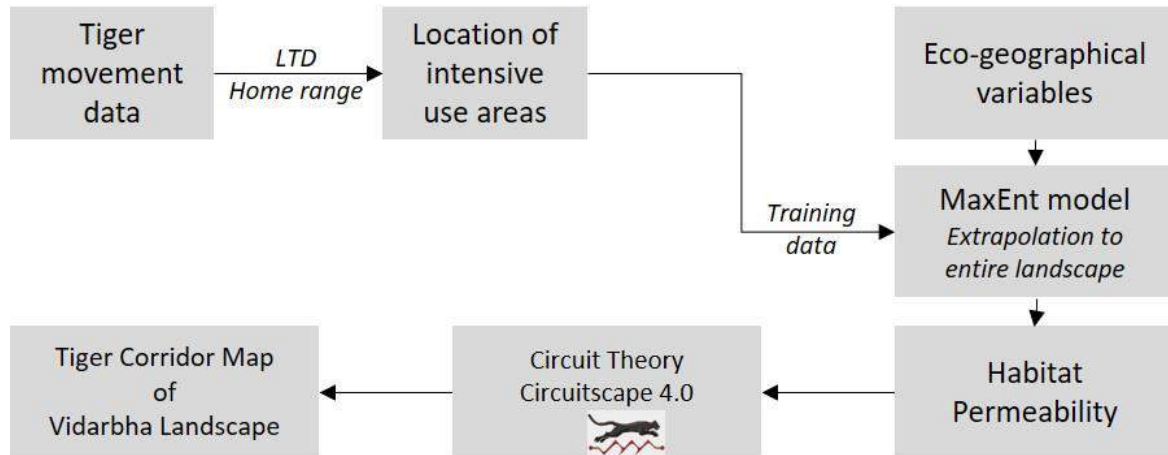 Tiger
movement
data
LTD
Home range
Location of
intensive
use areas
Eco-geographical
variables
Training
data
MaxEnt model
Extrapolation to
entire landscape
Habitat
Permeability
Circuit Theory
Circuitscape 4.0
Tiger Corridor Map
of
Vidarbha Landscape